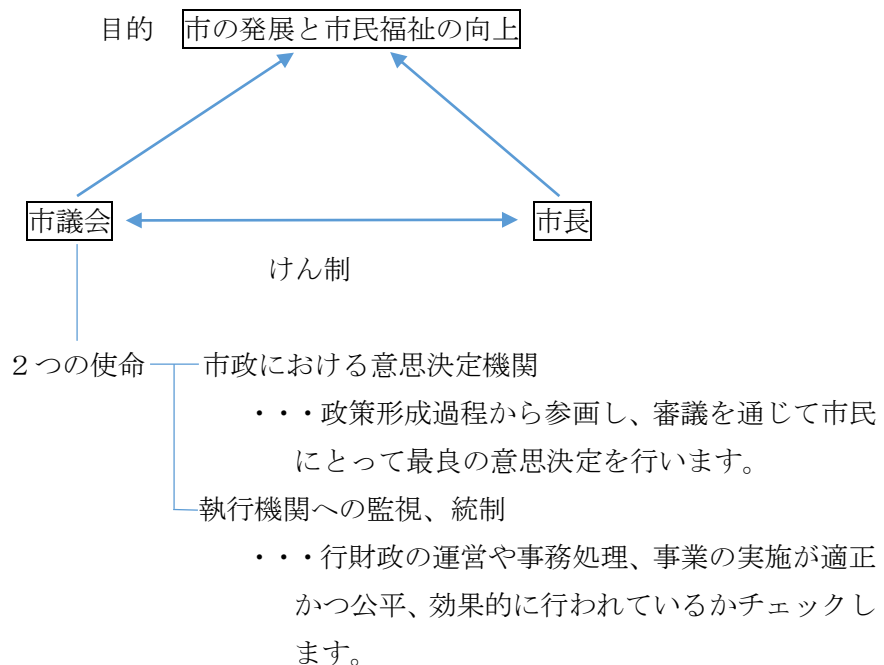 目的 市の発展と市民福祉の向上
市議会 市長
けん制
２つの使命 市政における意思決定機関
・・・政策形成過程から参画し、審議を通じて市民
にとって最良の意思決定を行います。
執行機関への監視、統制
・・・行財政の運営や事務処理、事業の実施が適正
かつ公平、効果的に行われているかチェックし
ます。